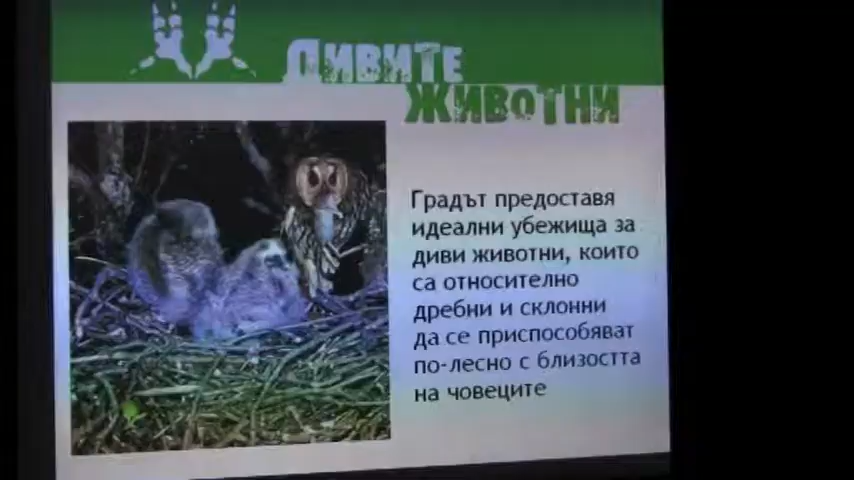 ДИВИТЕ
ЖИВОТНИ
Градът предоставя
идеални убежища за
диви животни, които
са относително
дребни и склонни
да се приспособяват
по-лесно с близостта
на човеците